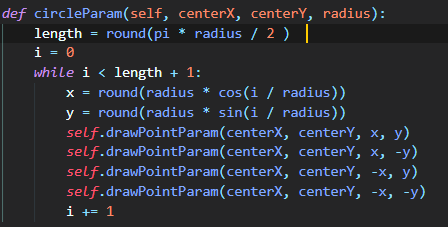 def circleParam(self, centerX, centerY, radius):
    length = round(pi * radius / 2 )
    i = 0
    while i < length + 1:
        x = round(radius * cos(i / radius))
        y = round(radius * sin(i / radius))
        self.drawPointParam(centerX, centerY, x, y)
        self.drawPointParam(centerX, centerY, x, -y)
        self.drawPointParam(centerX, centerY, -x, y)
        self.drawPointParam(centerX, centerY, -x, -y)
        i += 1